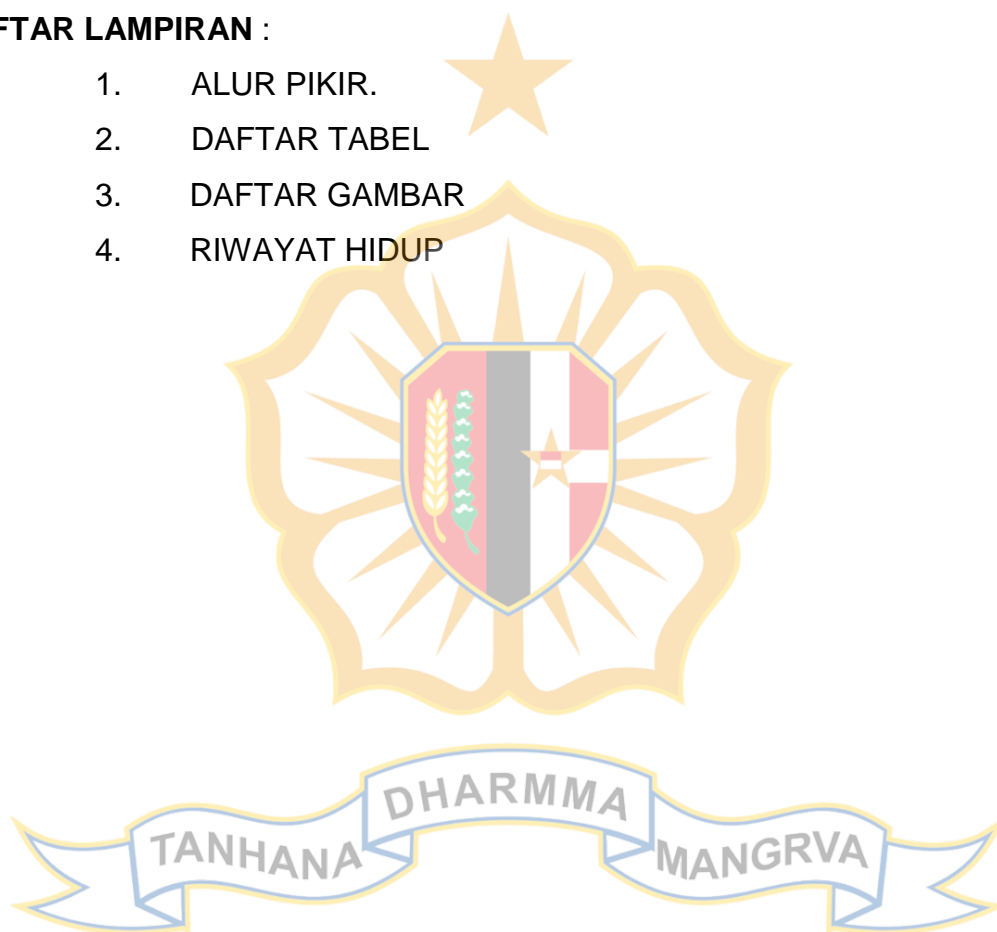 FTAR LAMPIRAN :
1. ALUR PIKIR.
2. DAFTAR TABEL
3. DAFTAR GAMBAR
4. RIWAYAT HIDUP
TANHANA DHARMMA MANGRVA